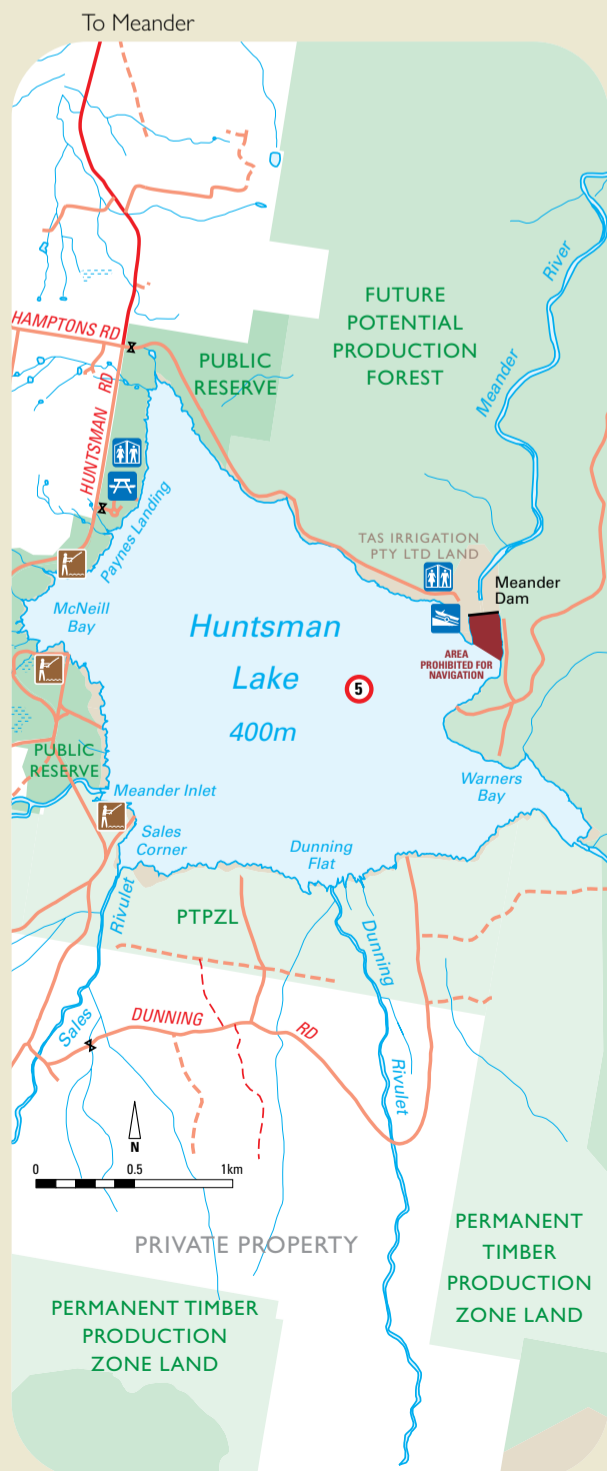 To Meander
River
FUTURE
POTENTIAL
PRODUCTION
FOREST
HAMPTONS RD
PUBLIC
RESERVE
Meander
HUNTSMAN RD
Paynes Landing
TAS IRRIGATION
PTY LTD LAND
Meander
Dam
McNeill
Bay
Huntsman
Lake
400m
5
AREA
PROHIBITED FOR
NAVIGATION
PUBLIC
RESERVE
Meander Inlet
Warners
Bay
Sales
Corner
Dunning
Flat
PTPZL
Rivulet
Sales
Dunning
Rivulet
DUNNING RD
N
0 0.5 1km
PRIVATE PROPERTY
PERMANENT
TIMBER
PRODUCTION
ZONE LAND
PERMANENT TIMBER
PRODUCTION
ZONE LAND